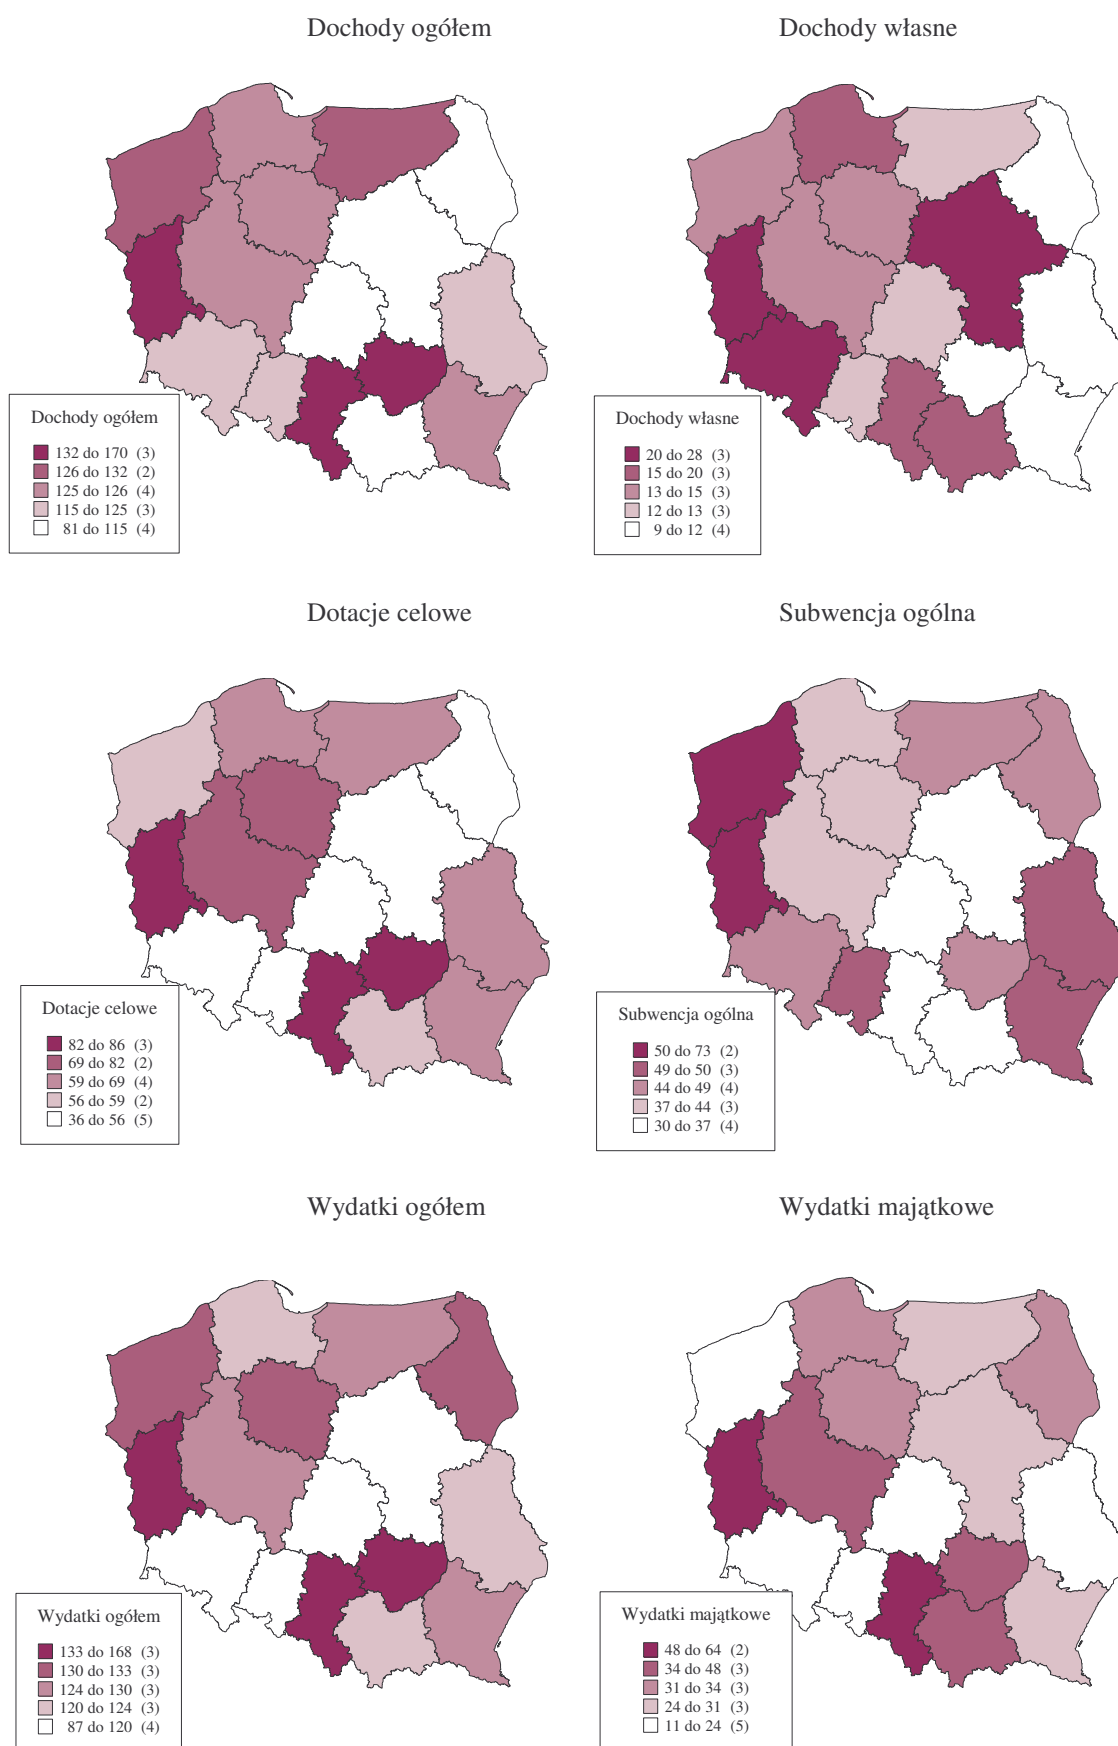 Dochody ogółem
Dochody własne
Dochody ogółem
132 do 170 (3)
126 do 132 (2)
125 do 126 (4)
115 do 125 (3)
81 do 115 (4)
Dochody własne
20 do 28 (3)
15 do 20 (3)
13 do 15 (3)
12 do 13 (3)
9 do 12 (4)
Dotacje celowe
Subwencja ogólna
Dotacje celowe
82 do 86 (3)
69 do 82 (2)
59 do 69 (4)
56 do 59 (2)
36 do 56 (5)
Subwencja ogólna
50 do 73 (2)
49 do 50 (3)
44 do 49 (4)
37 do 44 (3)
30 do 37 (4)
Wydatki ogółem
Wydatki majątkowe
Wydatki ogółem
133 do 168 (3)
130 do 133 (3)
124 do 130 (3)
120 do 124 (3)
87 do 120 (4)
Wydatki majątkowe
48 do 64 (2)
34 do 48 (3)
31 do 34 (3)
24 do 31 (3)
11 do 24 (5)